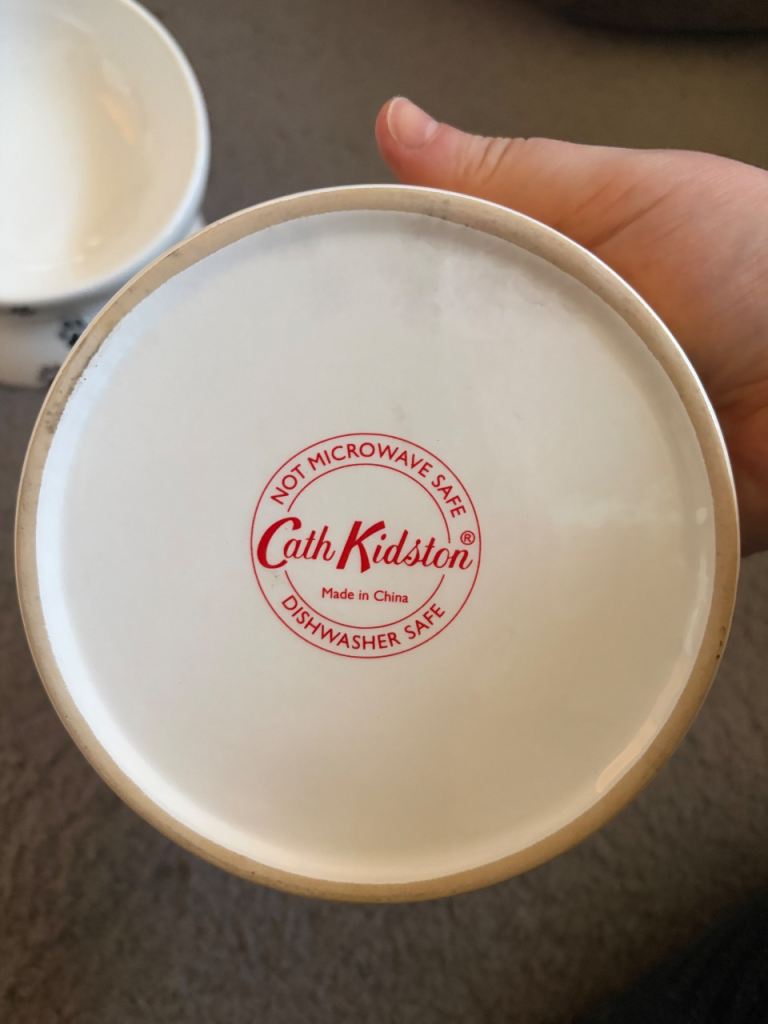 NOT MICROWAVE SAFE
Cath Kidston®
Made in China
DISHWASHER SAFE